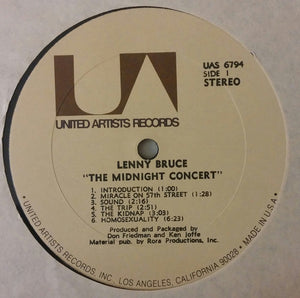 UA
UNITED ARTISTS RECORDS
UAS 6794
SIDE 1
STEREO
LENNY BRUCE
"THE MIDNIGHT CONCERT"
1. INTRODUCTION (1:00)
2. MIRACLE ON 57th STREET (1:28)
3. SOUND (2:16)
4. THE TRIP (2:51)
5. THE KIDNAP (3:03)
6. HOMOSEXUALITY (6:23)
Produced and Packaged by
Don Friedman and Ken Joffe
Material pub. by Rora Productions, Inc.
• UNITED ARTISTS RECORDS, INC. LOS ANGELES, CALIFORNIA 90028 • MADE IN U.S.A. •